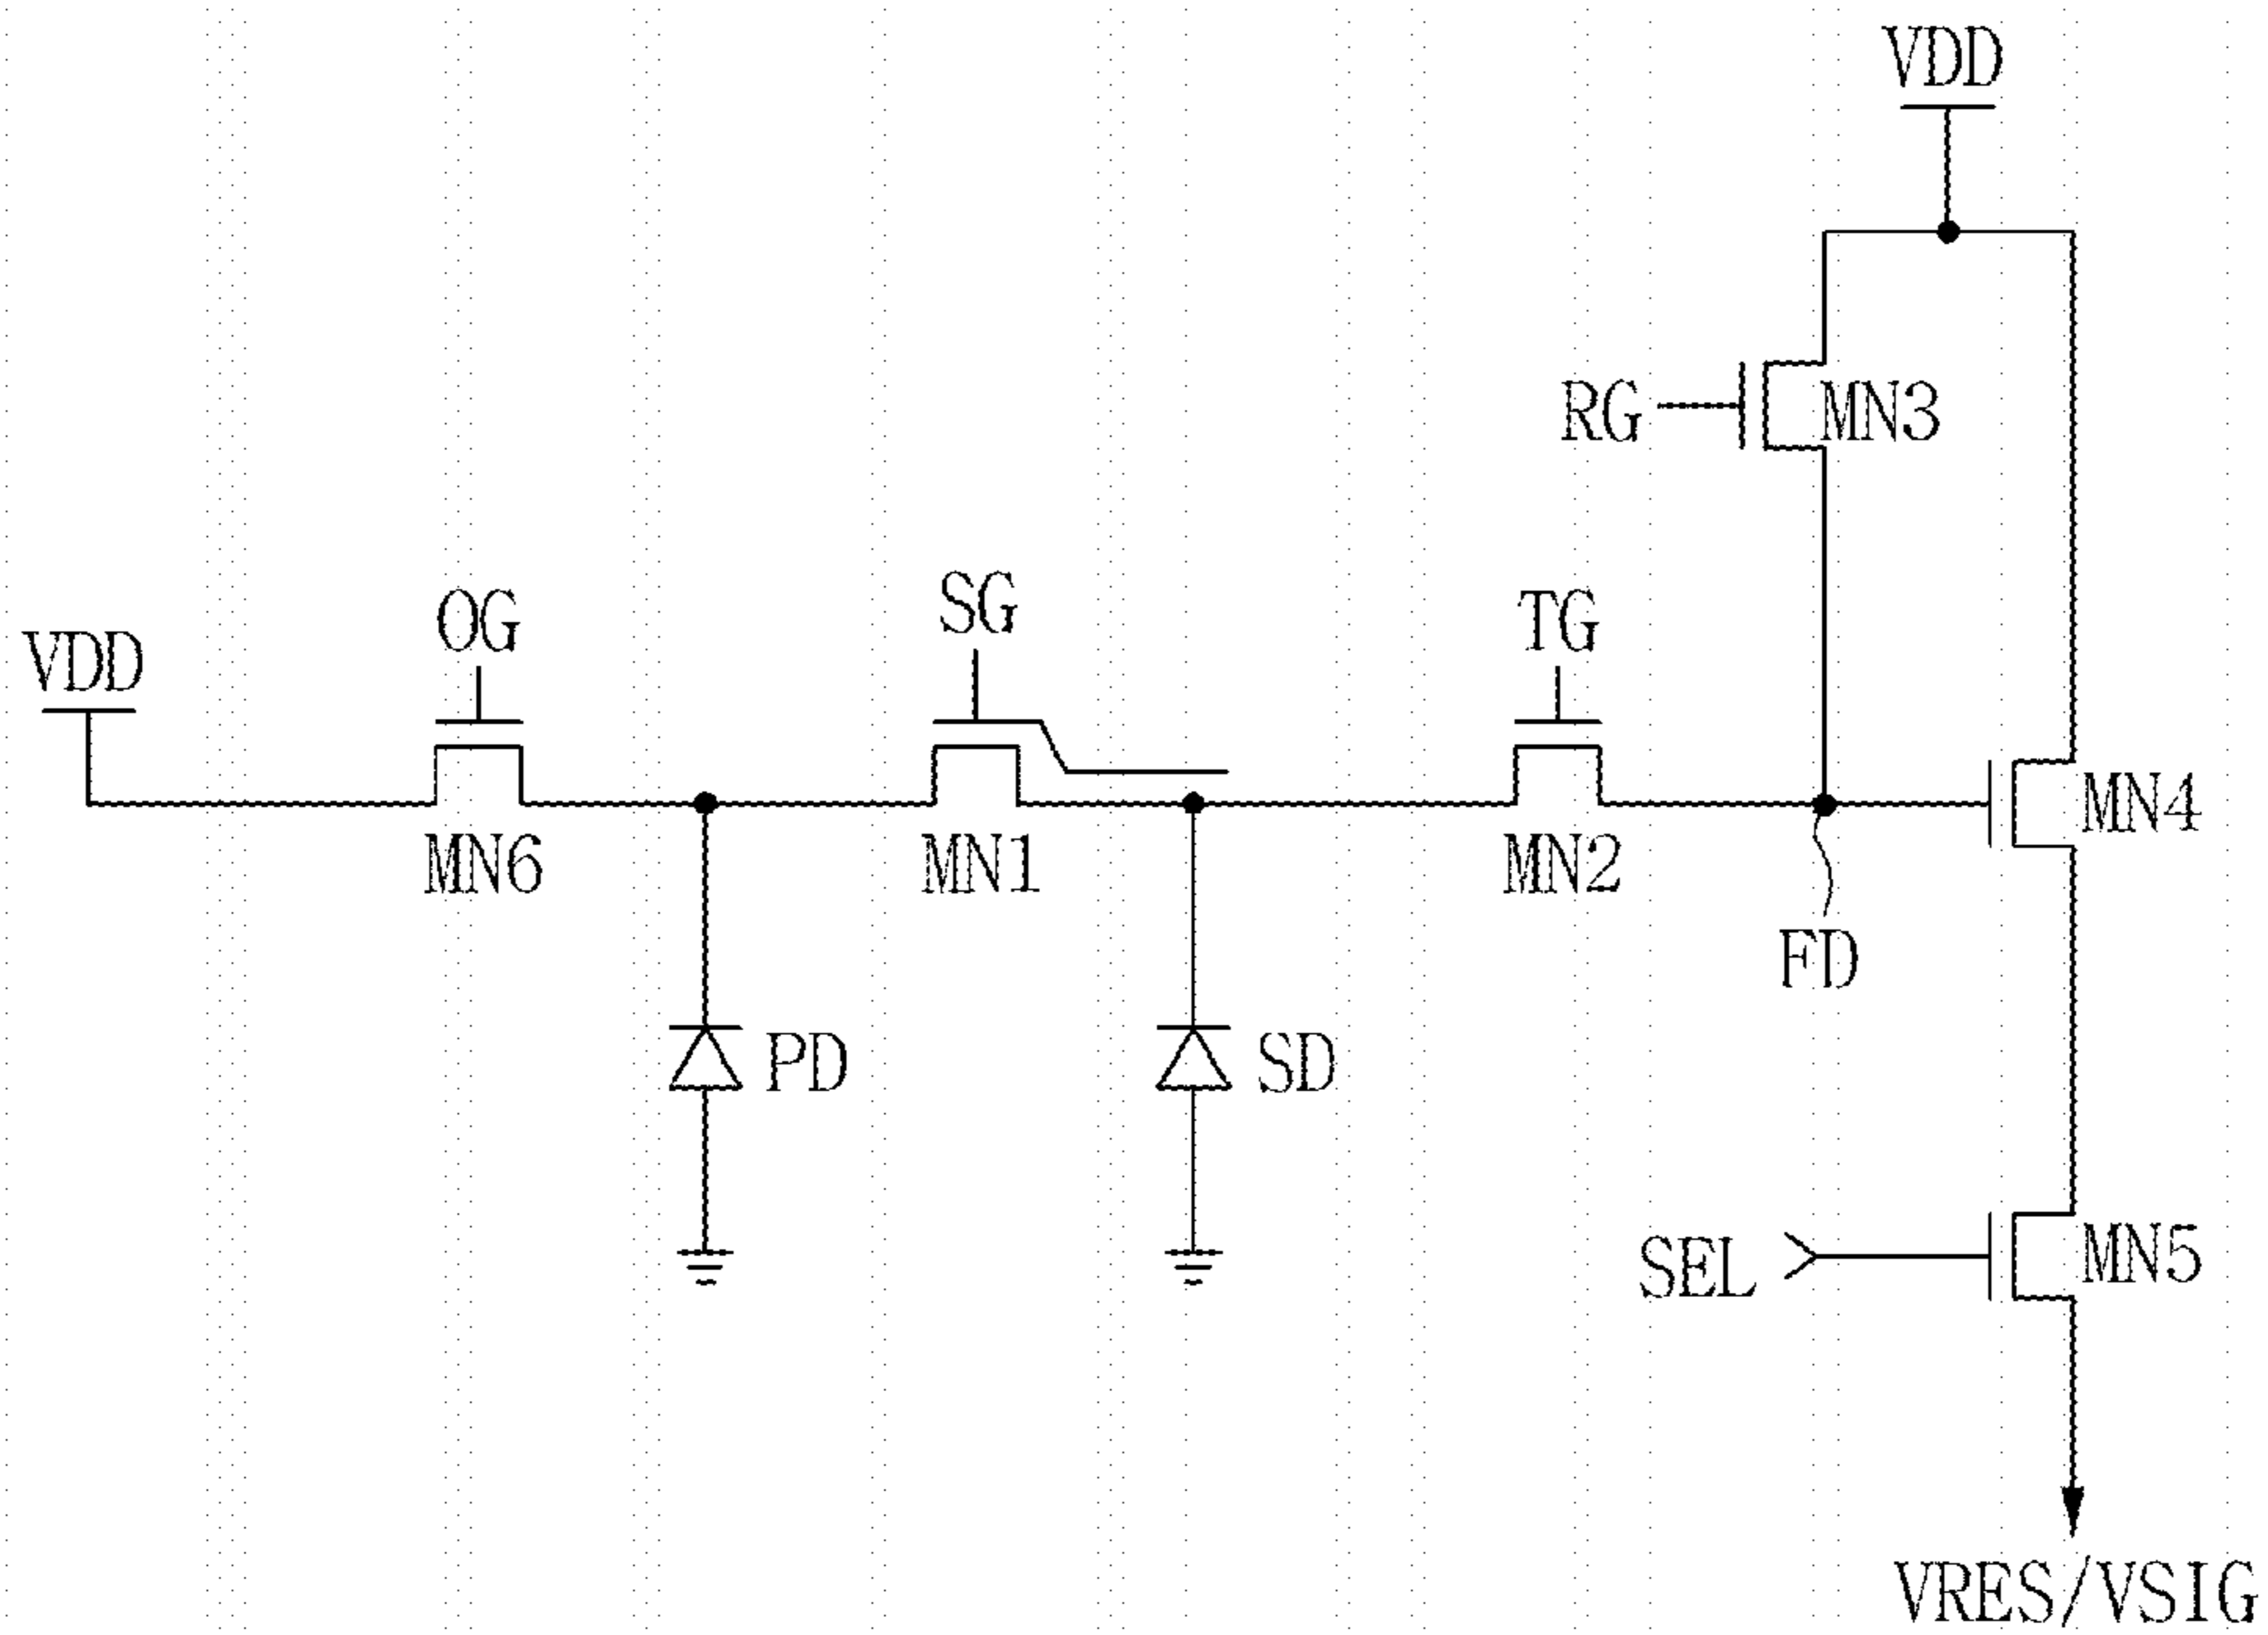 VDD
RG
MN3
OG
SG
TG
VDD
MN6
MN1
MN2
MN4
FD
PD
SD
SEL
MN5
VRES/VSIG